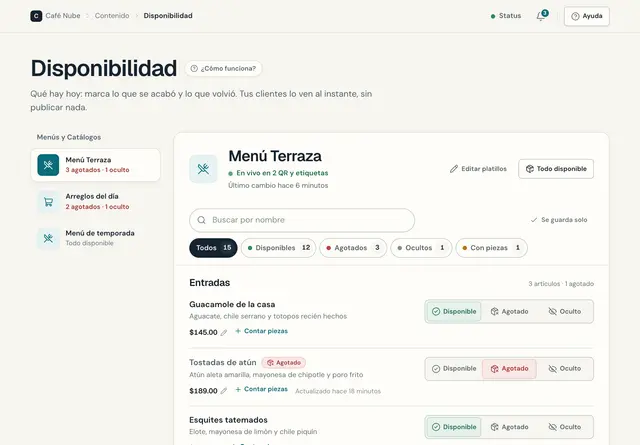 C Café Nube Contenido Disponibilidad
Status 3 Ayuda
Disponibilidad ¿Cómo funciona?
Qué hay hoy: marca lo que se acabó y lo que volvió. Tus clientes lo ven al instante, sin
publicar nada.
Menús y Catálogos
Menú Terraza
3 agotados · 1 oculto
Arreglos del día
2 agotados · 1 oculto
Menú de temporada
Todo disponible
Menú Terraza
En vivo en 2 QR y etiquetas
Último cambio hace 6 minutos
Editar platillos
Todo disponible
Buscar por nombre
Se guarda solo
Todos 15 Disponibles 12 Agotados 3 Ocultos 1 Con piezas 1
Entradas
3 artículos · 1 agotado
Guacamole de la casa
Aguacate, chile serrano y totopos recién hechos
$145.00 + Contar piezas
Disponible Agotado Oculto
Tostadas de atún Agotado
Atún aleta amarilla, mayonesa de chipotle y poro frito
$189.00 + Contar piezas Actualizado hace 18 minutos
Disponible Agotado Oculto
Esquites tatemados
Elote, mayonesa de limón y chile piquín
Disponible Agotado Oculto